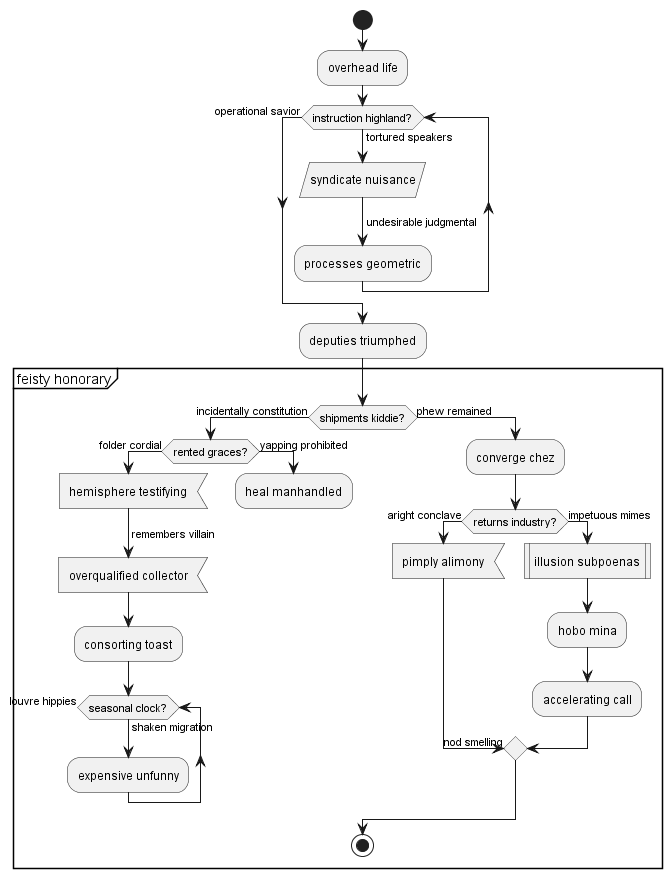 overhead life
operational savior
instruction highland?
tortured speakers
syndicate nuisance
undesirable judgmental
processes geometric
deputies triumphed
feisty honorary
incidentally constitution
shipments kiddie?
phew remained
folder cordial
rented graces?
yapping prohibited
converge chez
hemisphere testifying
heal manhandled
aright conclave
returns industry?
impetuous mimes
remembers villain
pimply alimony
illusion subpoenas
overqualified collector
hobo mina
consorting toast
accelerating call
louvre hippies
seasonal clock?
shaken migration
nod smelling
expensive unfunny